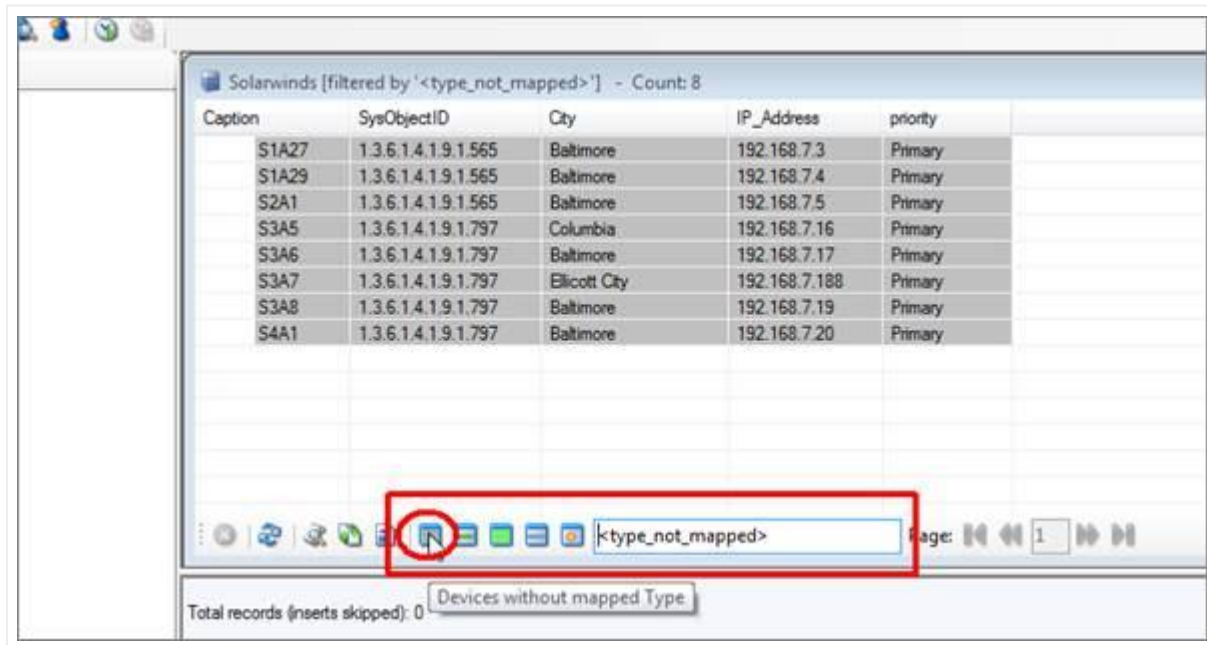 Solarwinds [filtered by '<type_not_mapped>'] - Count: 8
Caption SysObjectID City IP_Address priority
S1A27 1.3.6.1.4.1.9.1.565 Baltimore 192.168.7.3 Primary
S1A29 1.3.6.1.4.1.9.1.565 Baltimore 192.168.7.4 Primary
S2A1 1.3.6.1.4.1.9.1.565 Baltimore 192.168.7.5 Primary
S3A5 1.3.6.1.4.1.9.1.797 Columbia 192.168.7.16 Primary
S3A6 1.3.6.1.4.1.9.1.797 Baltimore 192.168.7.17 Primary
S3A7 1.3.6.1.4.1.9.1.797 Ellicott City 192.168.7.188 Primary
S3A8 1.3.6.1.4.1.9.1.797 Baltimore 192.168.7.19 Primary
S4A1 1.3.6.1.4.1.9.1.797 Baltimore 192.168.7.20 Primary
<type_not_mapped> Page: 1
Devices without mapped Type
Total records (inserts skipped): 0